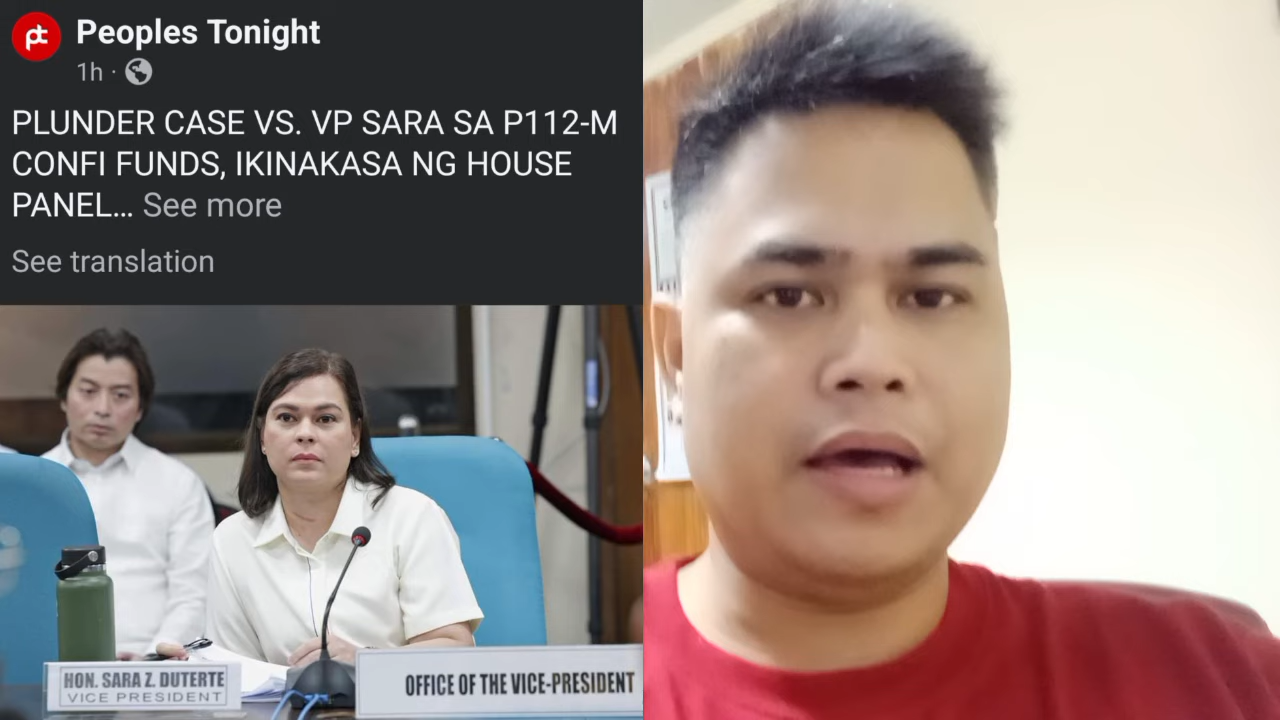 pt
Peoples Tonight
1h ·
PLUNDER CASE VS. VP SARA SA P112-M
CONFI FUNDS, IKINAKASA NG HOUSE
PANEL... See more
See translation
HON. SARA Z. DUTERTE
VICE PRESIDENT
OFFICE OF THE VICE-PRESIDENT